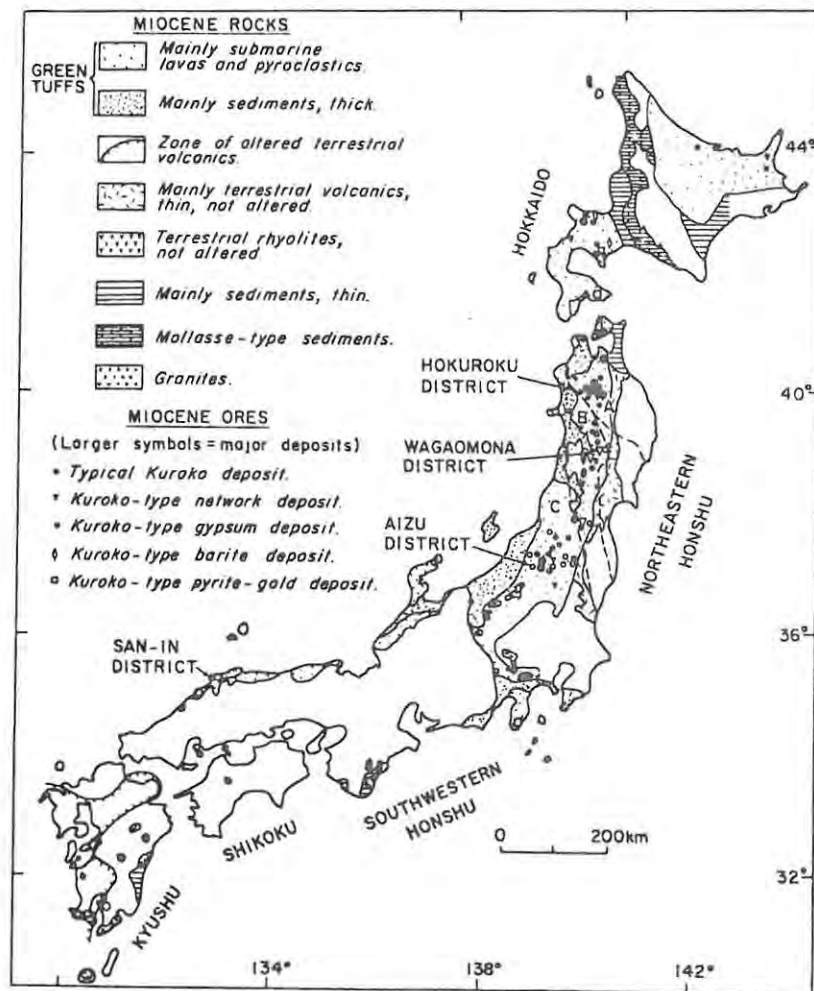 MIOCENE ROCKS
GREEN TUFFS
Mainly submarine
lavas and pyroclastics.
Mainly sediments, thick.
Zone of altered terrestrial
volcanics.
Mainly terrestrial volcanics,
thin, not altered.
Terrestrial rhyolites,
not altered
Mainly sediments, thin.
Mollasse-type sediments.
Granites.
MIOCENE ORES
(Larger symbols = major deposits)
Typical Kuroko deposit.
Kuroko-type network deposit.
Kuroko-type gypsum deposit.
Kuroko-type barite deposit.
Kuroko-type pyrite-gold deposit.
HOKKAIDO
44°
HOKUROKU
DISTRICT
40°
A
B
WAGAOMONA
DISTRICT
C
AIZU
DISTRICT
NORTHEASTERN
HONSHU
36°
SAN-IN
DISTRICT
SOUTHWESTERN
HONSHU
SHIKOKU
KYUSHU
0 200km
32°
134° 138° 142°